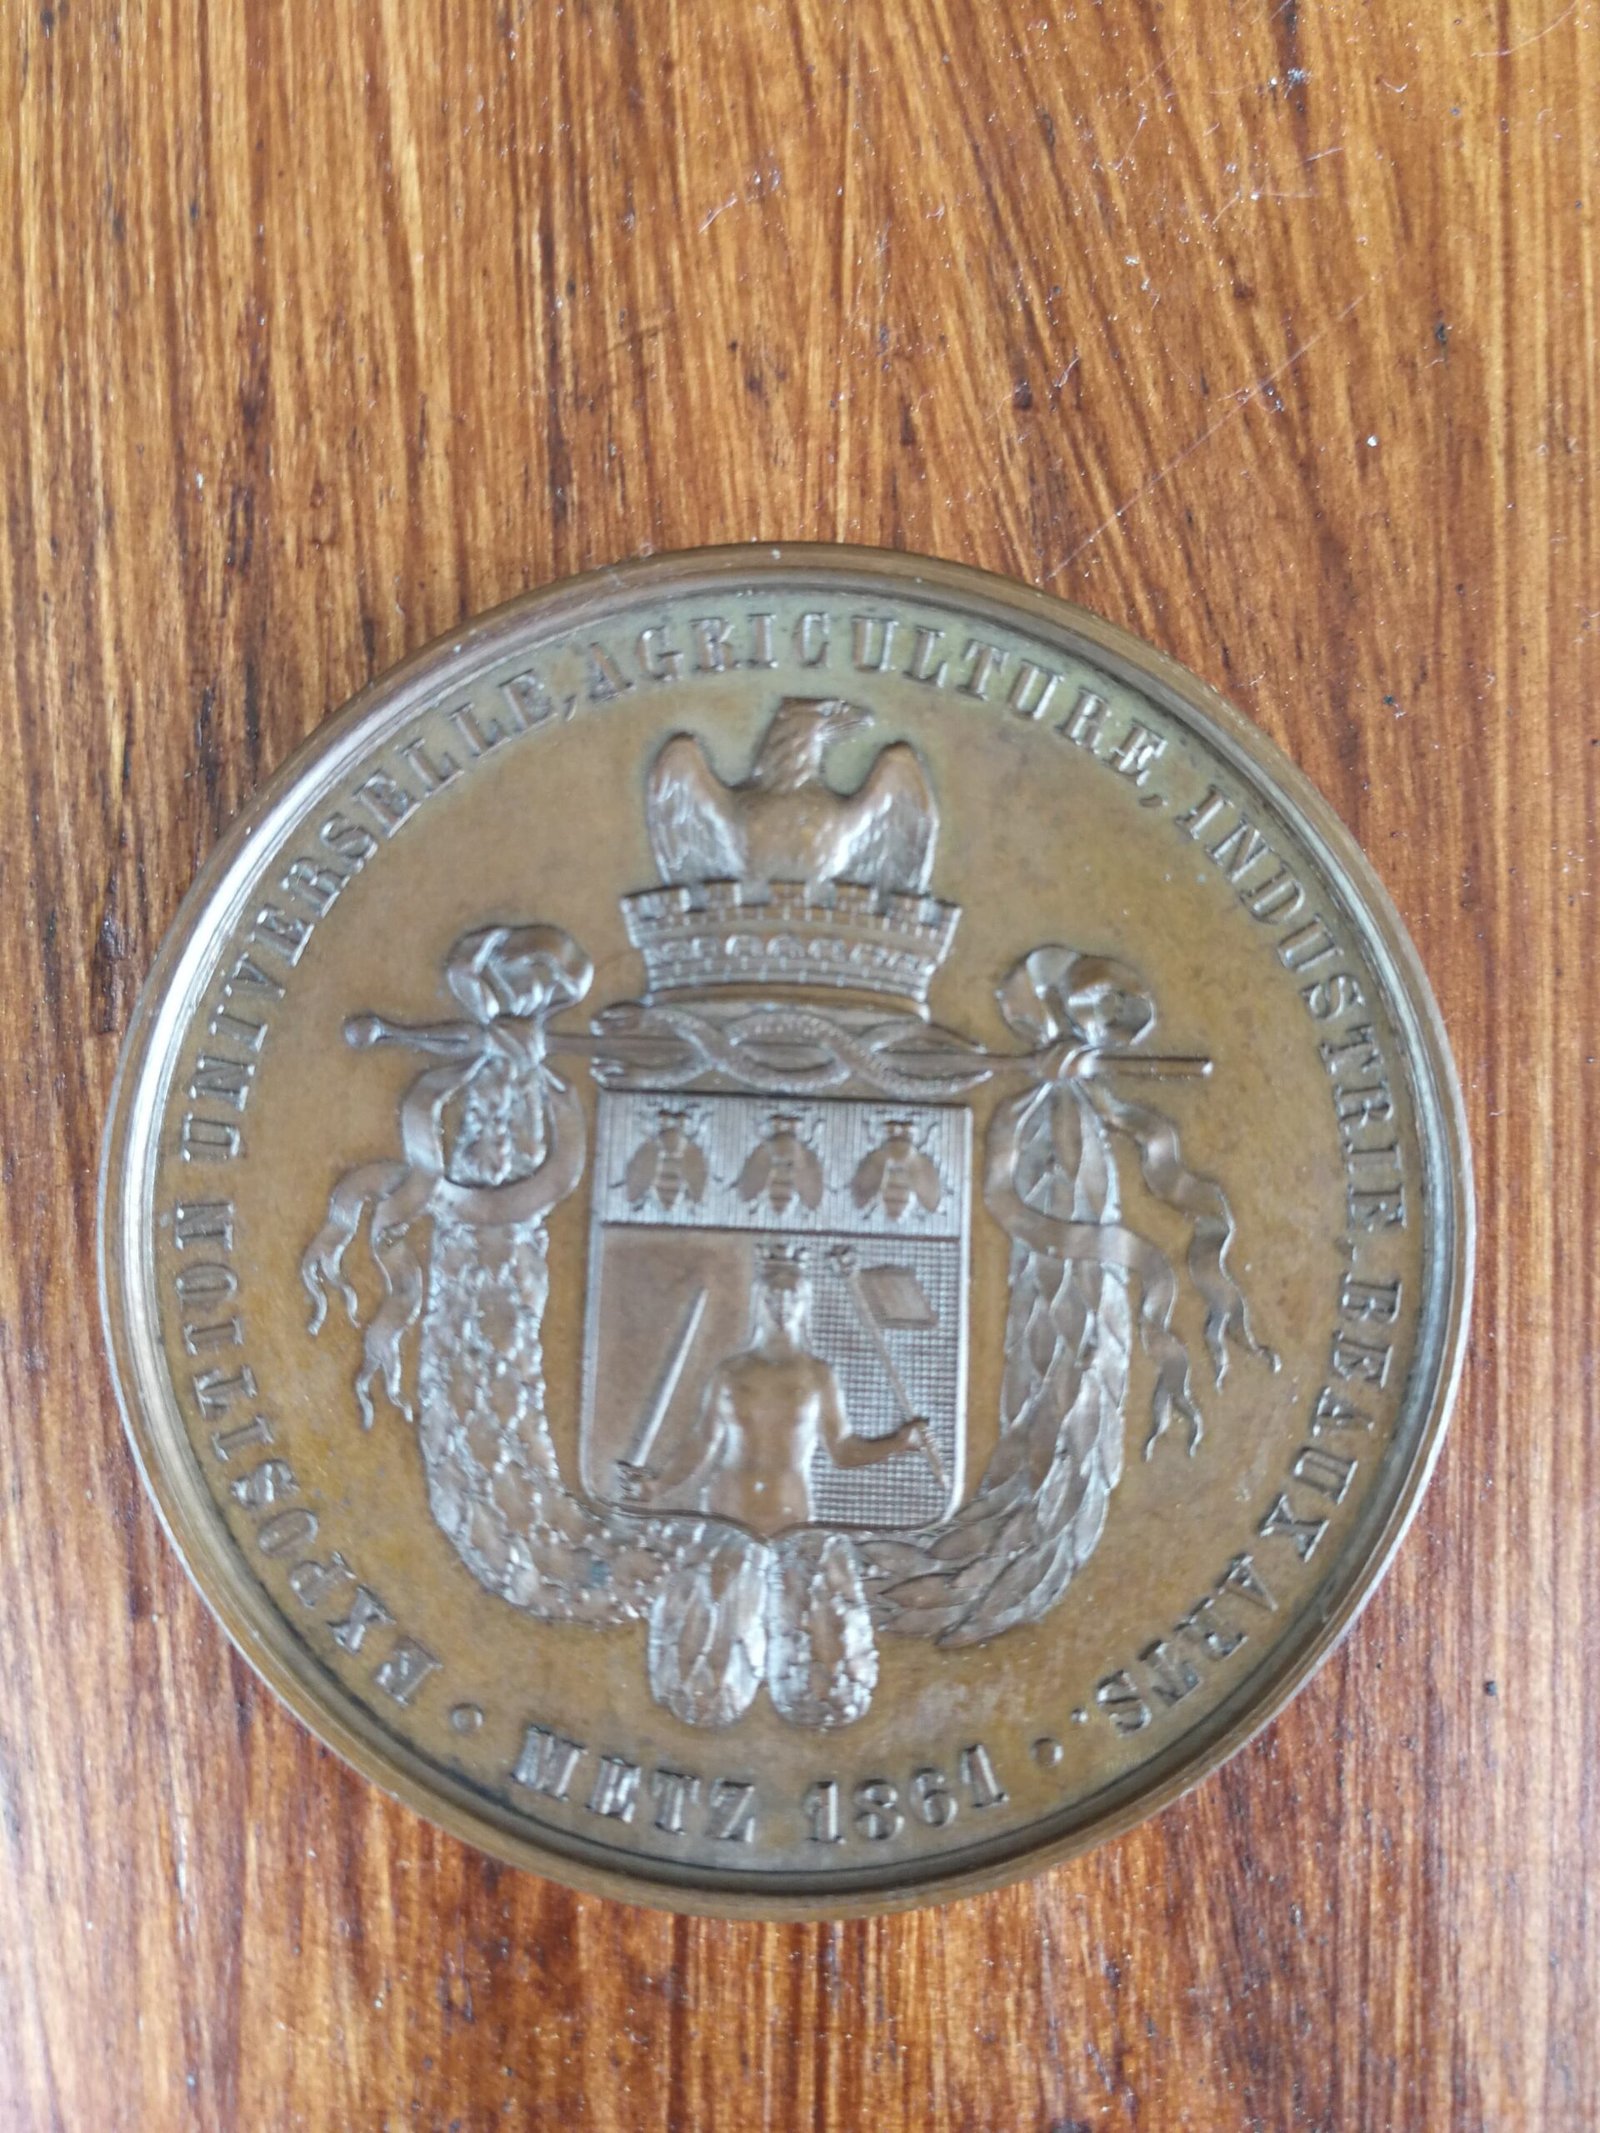 EXPOSITION UNIVERSELLE, AGRICULTURE, INDUSTRIE, BEAUX ARTS.
METZ 1861